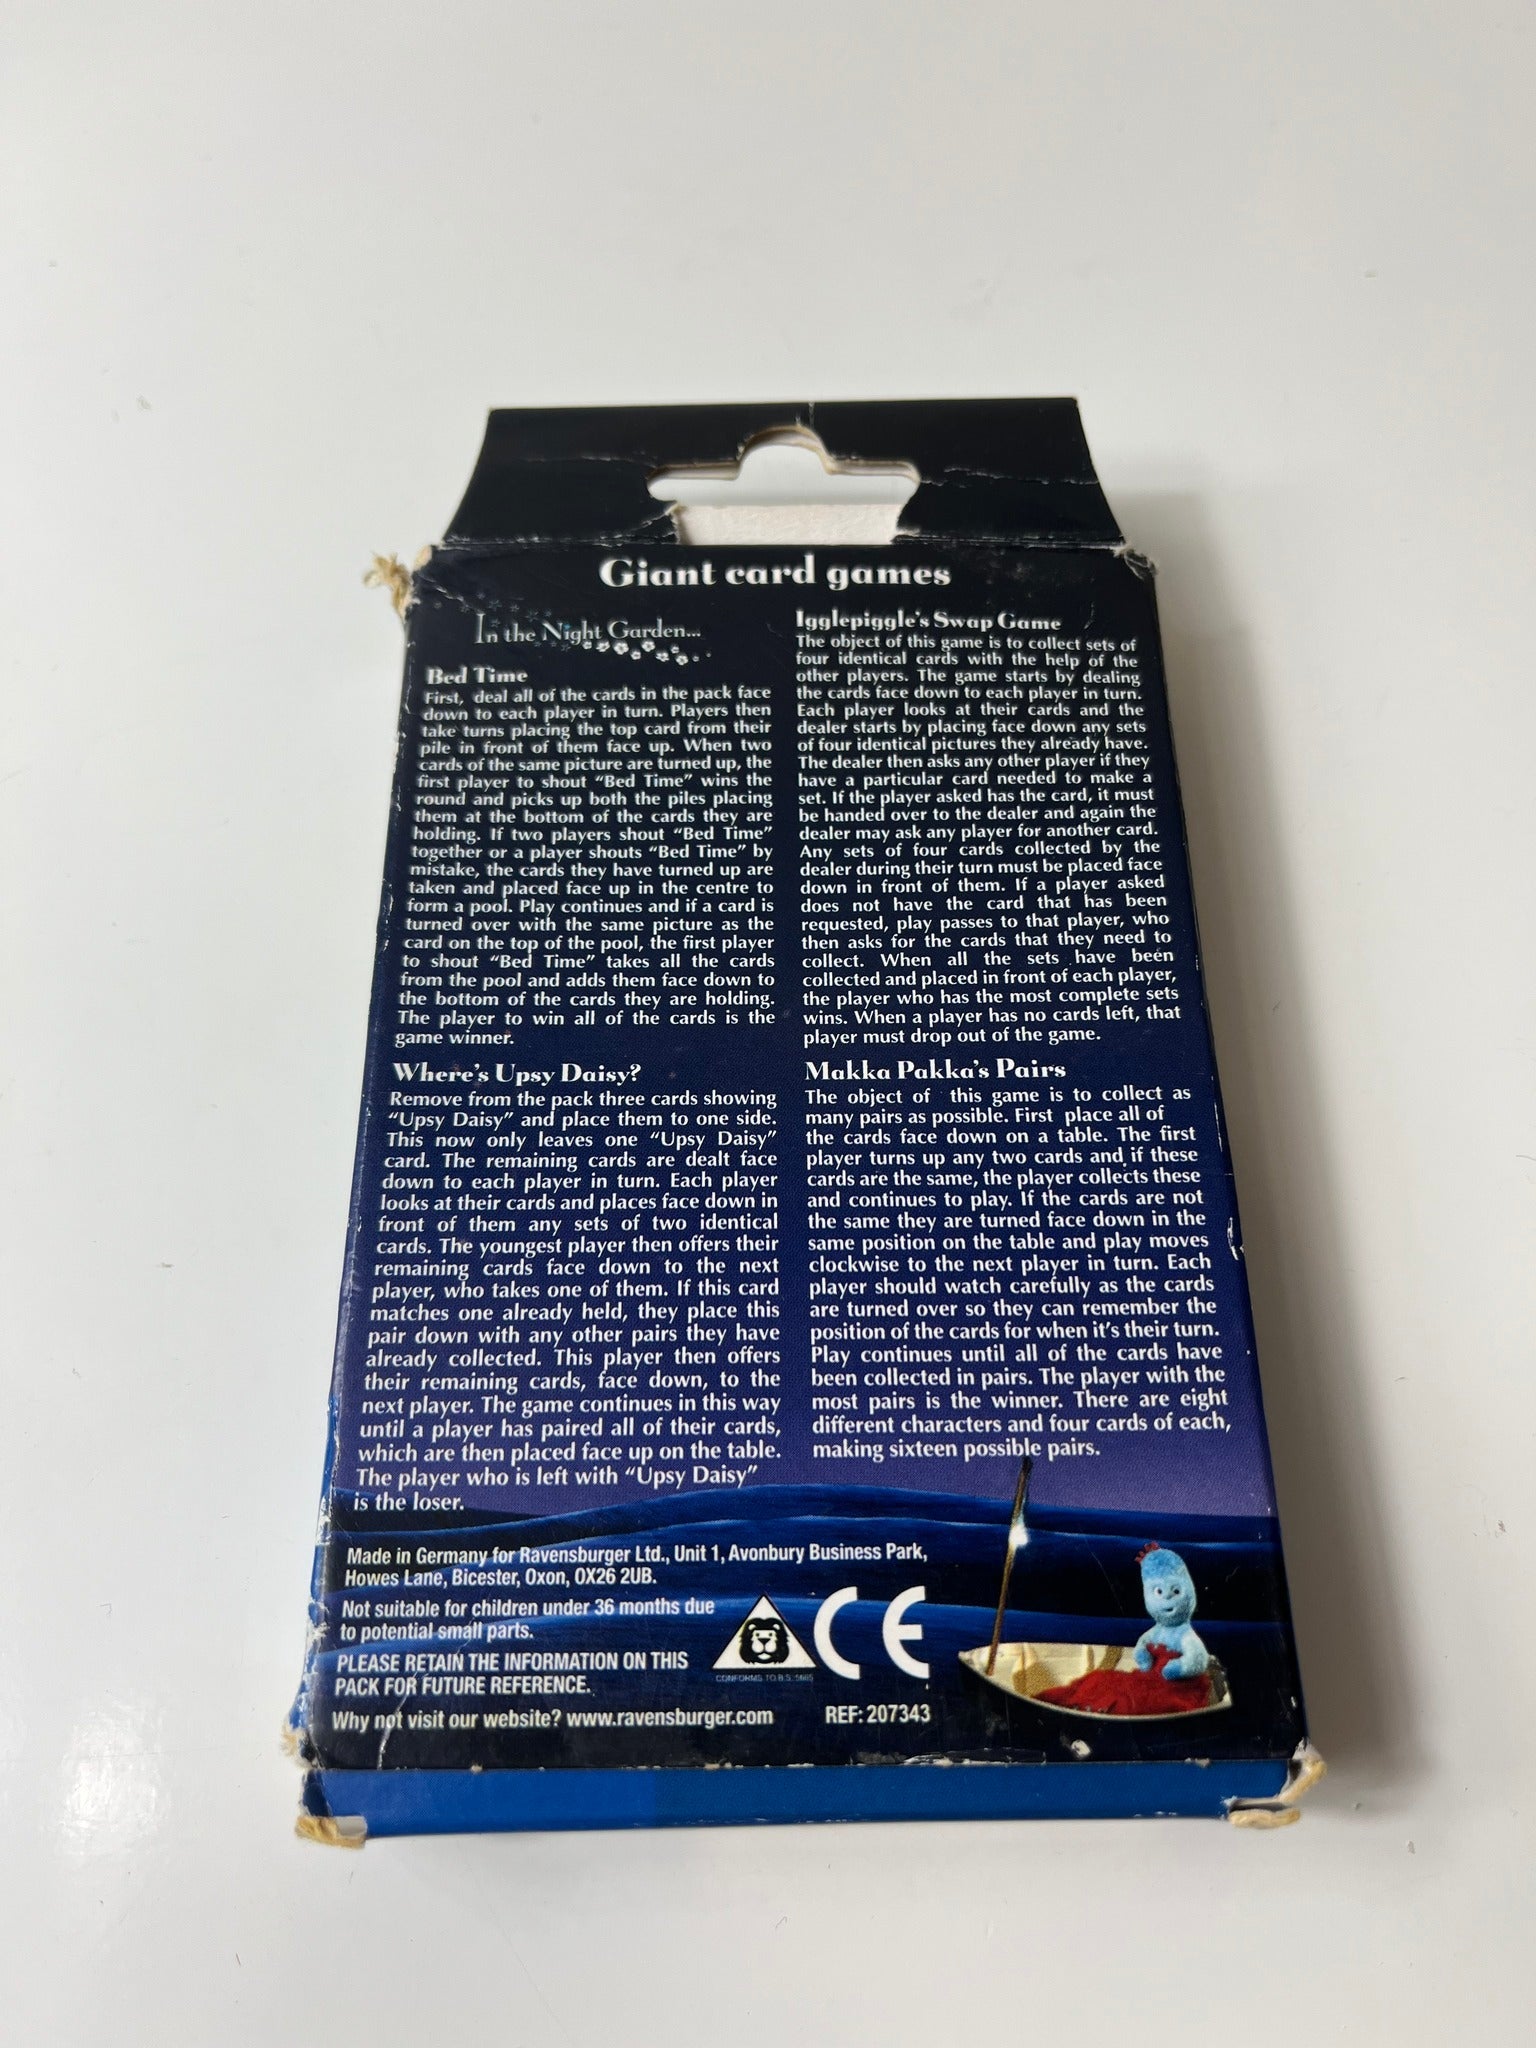 Giant card games
In the Night Garden...
Bed Time
First, deal all of the cards in the pack face
down to each player in turn. Players then
take turns placing the top card from their
pile in front of them face up. When two
cards of the same picture are turned up, the
first player to shout “Bed Time” wins the
round and picks up both the piles placing
them at the bottom of the cards they are
holding. If two players shout “Bed Time”
together or a player shouts “Bed Time” by
mistake, the cards they have turned up are
taken and placed face up in the centre to
form a pool. Play continues and if a card is
turned over with the same picture as the
card on the top of the pool, the first player
to shout “Bed Time” takes all the cards
from the pool and adds them face down to
the bottom of the cards they are holding.
The player to win all of the cards is the
game winner.
Where's Upsy Daisy?
Remove from the pack three cards showing
“Upsy Daisy” and place them to one side.
This now only leaves one “Upsy Daisy”
card. The remaining cards are dealt face
down to each player in turn. Each player
looks at their cards and places face down in
front of them any sets of two identical
cards. The youngest player then offers their
remaining cards face down to the next
player, who takes one of them. If this card
matches one already held, they place this
pair down with any other pairs they have
already collected. This player then offers
their remaining cards, face down, to the
next player. The game continues in this way
until a player has paired all of their cards,
which are then placed face up on the table.
The player who is left with “Upsy Daisy”
is the loser.
Igglepiggle's Swap Game
The object of this game is to collect sets of
four identical cards with the help of the
other players. The game starts by dealing
the cards face down to each player in turn.
Each player looks at their cards and the
dealer starts by placing face down any sets
of four identical pictures they already have.
The dealer then asks any other player if they
have a particular card needed to make a
set. If the player asked has the card, it must
be handed over to the dealer and again the
dealer may ask any player for another card.
Any sets of four cards collected by the
dealer during their turn must be placed face
down in front of them. If a player asked
does not have the card that has been
requested, play passes to that player, who
then asks for the cards that they need to
collect. When all the sets have been
collected and placed in front of each player,
the player who has the most complete sets
wins. When a player has no cards left, that
player must drop out of the game.
Makka Pakka's Pairs
The object of this game is to collect as
many pairs as possible. First place all of
the cards face down on a table. The first
player turns up any two cards and if these
cards are the same, the player collects these
and continues to play. If the cards are not
the same they are turned face down in the
same position on the table and play moves
clockwise to the next player in turn. Each
player should watch carefully as the cards
are turned over so they can remember the
position of the cards for when it's their turn.
Play continues until all of the cards have
been collected in pairs. The player with the
most pairs is the winner. There are eight
different characters and four cards of each,
making sixteen possible pairs.
Made in Germany for Ravensburger Ltd., Unit 1, Avonbury Business Park,
Howes Lane, Bicester, Oxon, OX26 2UB.
Not suitable for children under 36 months due
to potential small parts.
PLEASE RETAIN THE INFORMATION ON THIS
PACK FOR FUTURE REFERENCE.
Why not visit our website? www.ravensburger.com
CONFORMS TO B.S. 5665
CE
REF: 207343